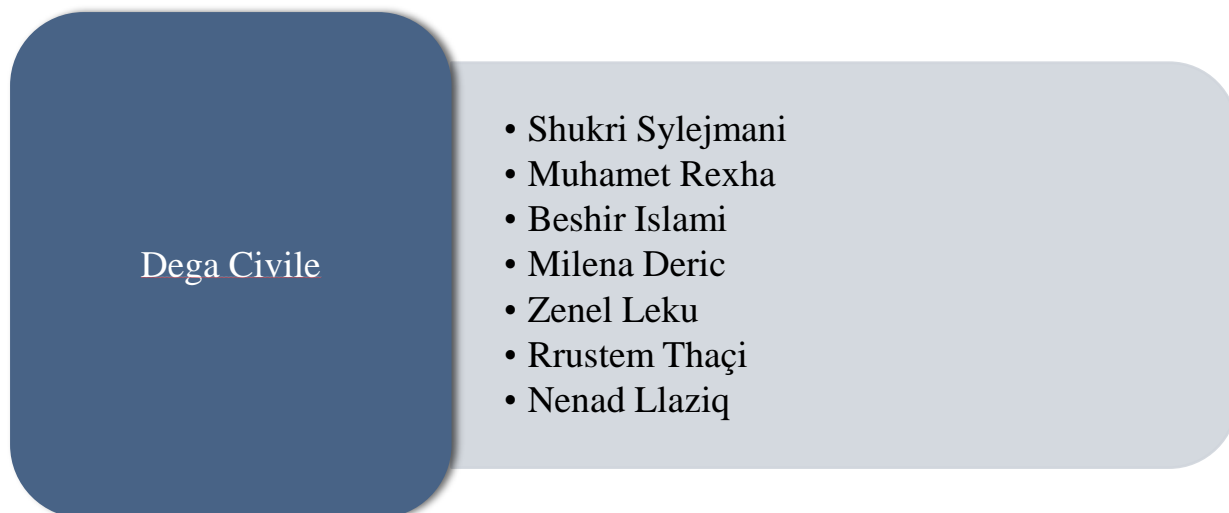 Dega Civile
• Shukri Sylejmani
• Muhamet Rexha
• Beshir Islami
• Milena Deric
• Zenel Leku
• Rrustem Thaçi
• Nenad Llaziq